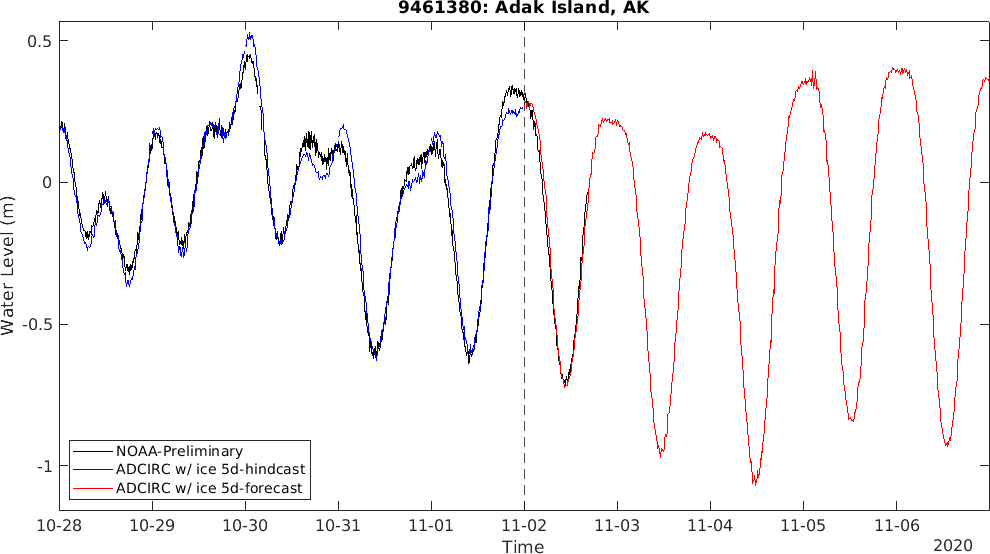 9461380: Adak Island, AK
Water Level (m)
0.5
0
-0.5
-1
NOAA-Preliminary
ADCIRC w/ ice 5d-hindcast
ADCIRC w/ ice 5d-forecast
10-28 10-29 10-30 10-31 11-01 11-02 11-03 11-04 11-05 11-06
Time
2020